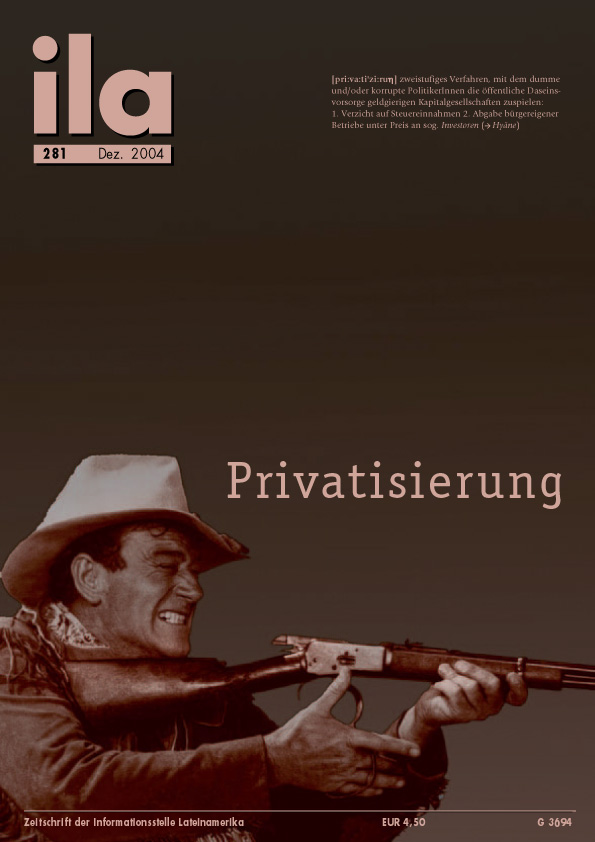 ila
281 Dez. 2004
[pri:va:ti'zi:ruŋ] zweistufiges Verfahren, mit dem dumme
und/oder korrupte PolitikerInnen die öffentliche Daseins-
vorsorge geldgierigen Kapitalgesellschaften zuspielen:
1. Verzicht auf Steuereinnahmen 2. Abgabe bürgereigener
Betriebe unter Preis an sog. Investoren (→ Hyäne)
Privatisierung
Zeitschrift der Informationsstelle Lateinamerika EUR 4,50 G 3694